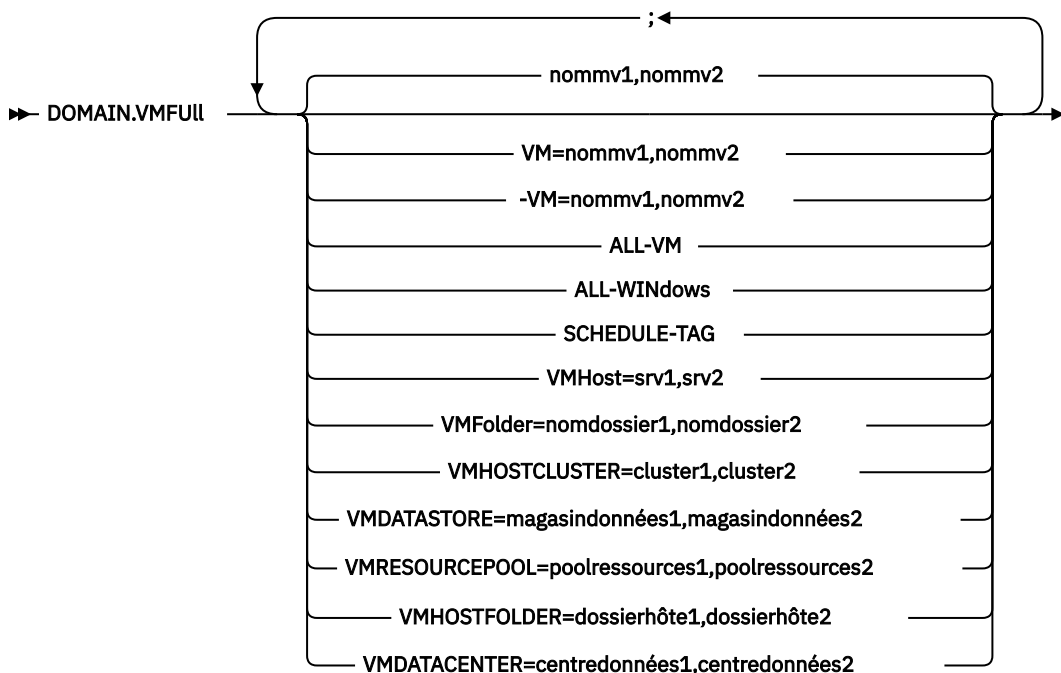 ;
nommv1,nommv2
DOMAIN.VMFUll
VM=nommv1,nommv2
-VM=nommv1,nommv2
ALL-VM
ALL-WINdows
SCHEDULE-TAG
VMHost=srv1,srv2
VMFolder=nomdossier1,nomdossier2
VMHOSTCLUSTER=cluster1,cluster2
VMDATASTORE=magasindonnées1,magasindonnées2
VMRESOURCEPOOL=poolressources1,poolressources2
VMHOSTFOLDER=dossierhôte1,dossierhôte2
VMDATACENTER=centredonnées1,centredonnées2